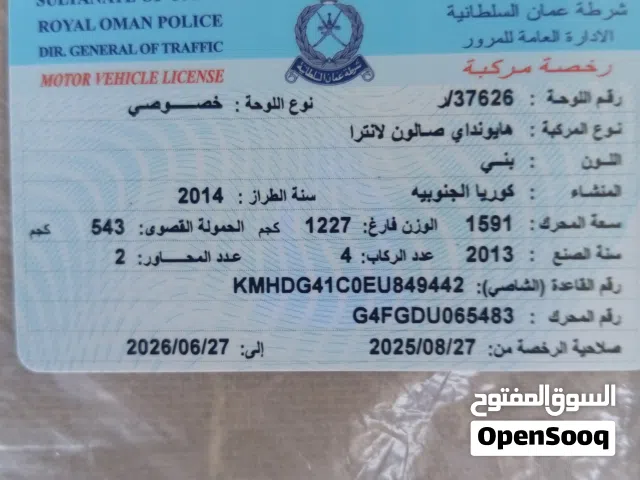 ROYAL OMAN POLICE
DIR. GENERAL OF TRAFFIC
MOTOR VEHICLE LICENSE
شرطة عمان السلطانية
الادارة العامة للمرور
رخصة مركبة
شرطة عمان السلطانية
رقم اللوحة : 37626/ر نوع اللوحة : خصوصي
نوع المركبة : هايونداي صالون لانترا
اللون : بني
المنشاء : كوريا الجنوبيه سنة الطراز : 2014
سعة المحرك : 1591 الوزن فارغ: 1227 كجم الحمولة القصوى: 543 كجم
سنة الصنع : 2013 عدد الركاب: 4 عدد المحاور: 2
رقم القاعدة (الشاصي): KMHDG41C0EU849442
رقم المحرك : G4FGDU065483
صلاحية الرخصة من: 2025/08/27 إلى: 2026/06/27
السوق المفتوح
OpenSooq